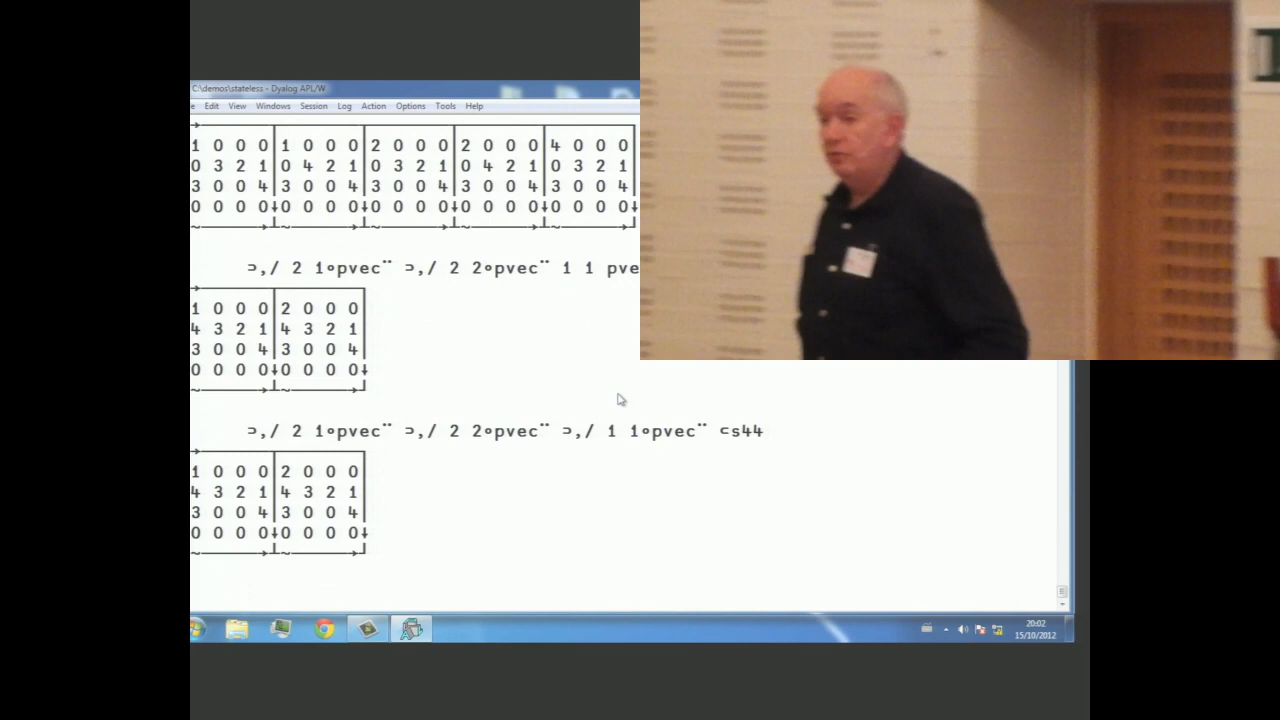 C:\demos\stateless - Dyalog APL/W
Edit View Windows Session Log Action Options Tools Help
1 0 0 0 1 0 0 0 2 0 0 0 2 0 0 0 4 0 0 0
0 3 2 1 0 4 2 1 0 3 2 1 0 4 2 1 0 3 2 1
3 0 0 4 3 0 0 4 3 0 0 4 3 0 0 4 3 0 0 4
0 0 0 0 0 0 0 0 0 0 0 0 0 0 0 0 0 0 0 0
⊃,/ 2 1∘pvec¨ ⊃,/ 2 2∘pvec¨ 1 1 pve
1 0 0 0 2 0 0 0
4 3 2 1 4 3 2 1
3 0 0 4 3 0 0 4
0 0 0 0 0 0 0 0
⊃,/ 2 1∘pvec¨ ⊃,/ 2 2∘pvec¨ ⊃,/ 1 1∘pvec¨ ⊂s44
1 0 0 0 2 0 0 0
4 3 2 1 4 3 2 1
3 0 0 4 3 0 0 4
0 0 0 0 0 0 0 0
20:02
15/10/2012